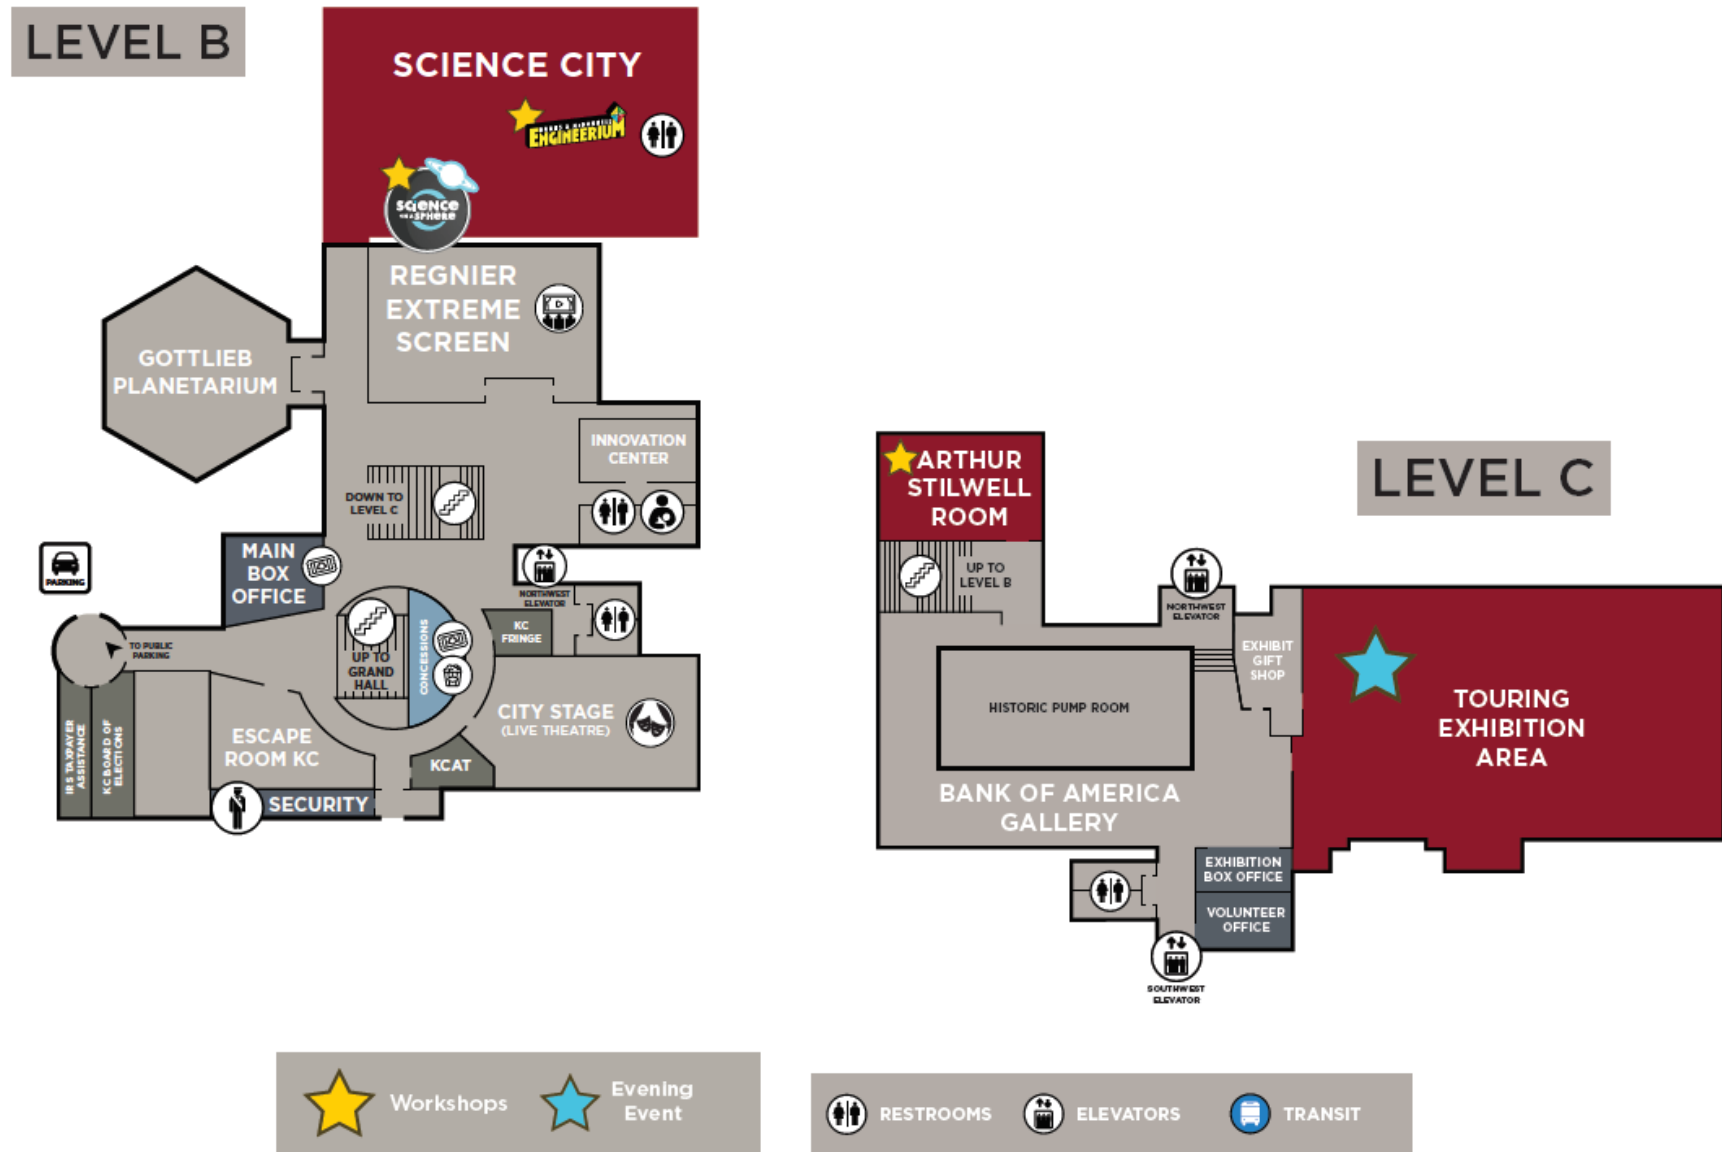 LEVEL B
SCIENCE CITY
ENGINEERIUM
SCIENCE
ON A SPHERE
REGNIER
EXTREME
SCREEN
GOTTLIEB
PLANETARIUM
INNOVATION
CENTER
DOWN TO
LEVEL C
MAIN
BOX
OFFICE
PARKING
NORTHWEST
ELEVATOR
KC
FRINGE
TO PUBLIC
PARKING
UP TO
GRAND
HALL
CONCESSIONS
CITY STAGE
(LIVE THEATRE)
IRS TAXPAYER
ASSISTANCE
KC BOARD OF
ELECTIONS
ESCAPE
ROOM KC
KCAT
SECURITY
LEVEL C
ARTHUR
STILWELL
ROOM
UP TO
LEVEL B
NORTHWEST
ELEVATOR
EXHIBIT
GIFT
SHOP
HISTORIC PUMP ROOM
TOURING
EXHIBITION
AREA
BANK OF AMERICA
GALLERY
EXHIBITION
BOX OFFICE
VOLUNTEER
OFFICE
SOUTHWEST
ELEVATOR
Workshops
Evening
Event
RESTROOMS
ELEVATORS
TRANSIT